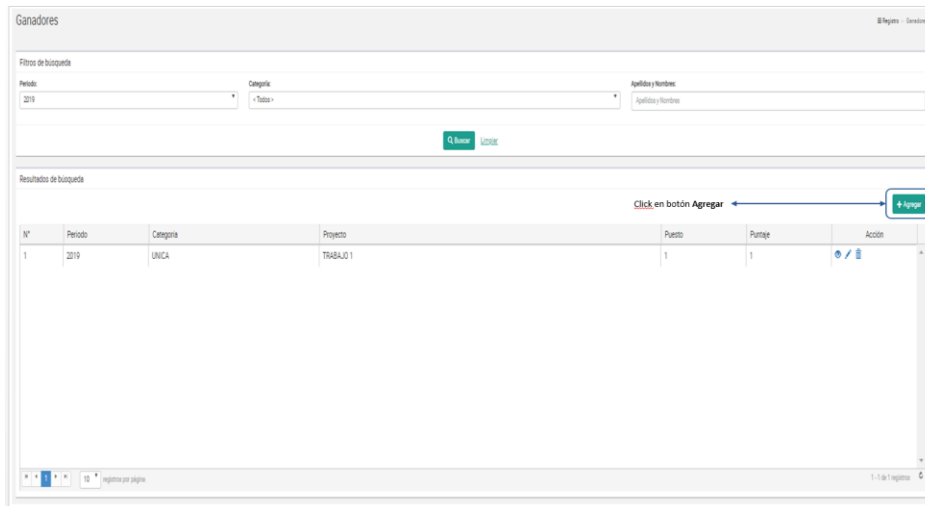 Ganadores
Registro > Ganadores
Filtros de búsqueda
Periodo: Categoría: Apellidos y Nombres:
2019 < Todos > Apellidos y Nombres
Buscar Limpiar
Resultados de búsqueda
Click en botón Agregar + Agregar
N° Periodo Categoria Proyecto Puesto Puntaje Acción
1 2019 UNICA TRABAJO 1 1 1
1 10 registros por página 1 - 1 de 1 registros